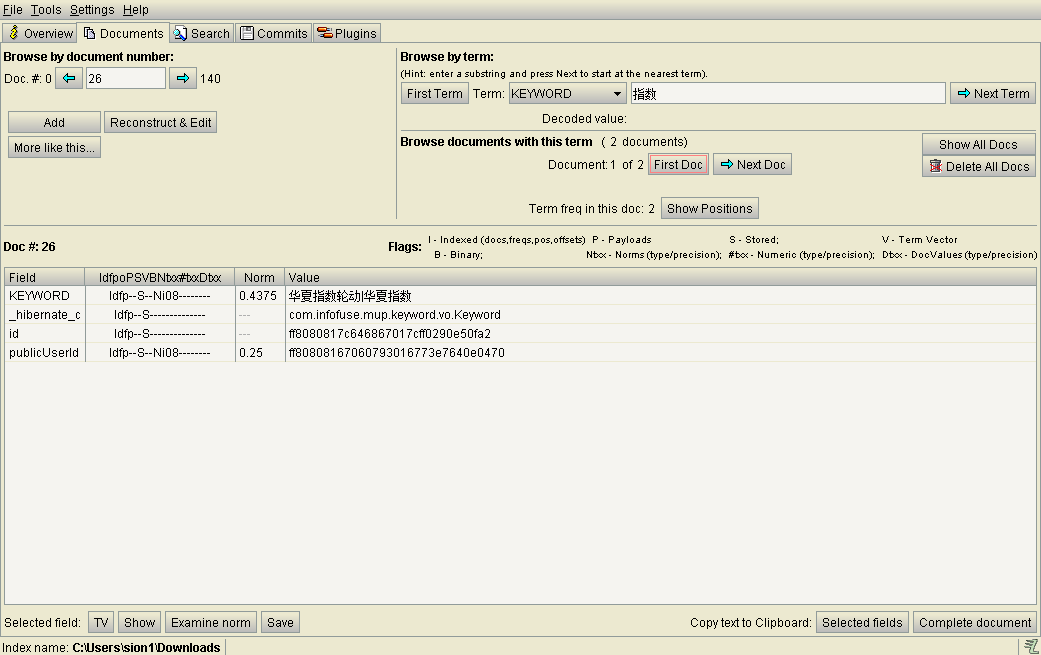 File Tools Settings Help
Overview Documents Search Commits Plugins
Browse by document number:
Doc. #: 0 26 140
Add Reconstruct & Edit
More like this...
Browse by term:
(Hint: enter a substring and press Next to start at the nearest term).
First Term Term: KEYWORD 指数 Next Term
Decoded value:
Browse documents with this term ( 2 documents) Show All Docs
Document: 1 of 2 First Doc Next Doc Delete All Docs
Term freq in this doc: 2 Show Positions
Doc #: 26 Flags: I - Indexed (docs,freqs,pos,offsets) P - Payloads S - Stored; V - Term Vector
B - Binary; Ntxx - Norms (type/precision); #txx - Numeric (type/precision); Dtxx - DocValues (type/precision)
Field IdfpoPSVBNtxx#txxDtxx Norm Value
KEYWORD Idfp--S--Ni08-------- 0.4375 华夏指数轮动|华夏指数
_hibernate_c Idfp--S-------------- --- com.infofuse.mup.keyword.vo.Keyword
id Idfp--S-------------- --- ff8080817c646867017cff0290e50fa2
publicUserId Idfp--S--Ni08-------- 0.25 ff80808167060793016773e7640e0470
Selected field: TV Show Examine norm Save Copy text to Clipboard: Selected fields Complete document
Index name: C:\Users\sion1\Downloads